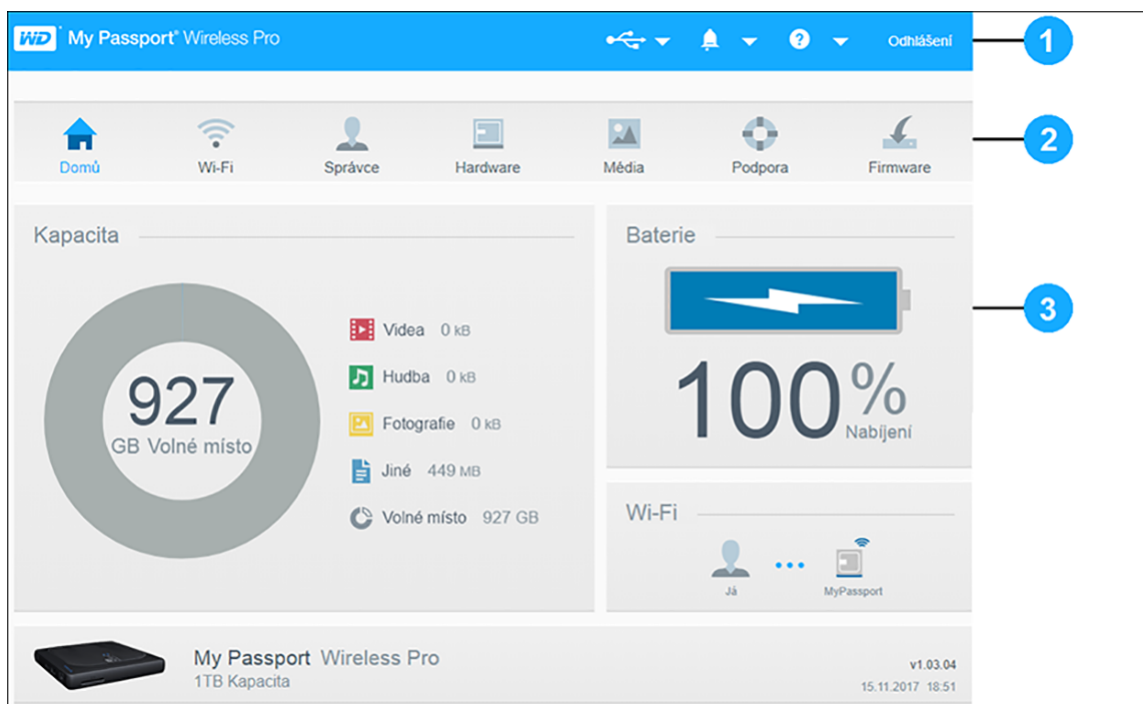 WD My Passport® Wireless Pro Odhlášení 1
Domů Wi-Fi Správce Hardware Média Podpora Firmware 2
Kapacita
927
GB Volné místo
Videa 0 kB
Hudba 0 kB
Fotografie 0 kB
Jiné 449 MB
Volné místo 927 GB
Baterie
3
100%
Nabíjení
Wi-Fi
Já MyPassport
My Passport Wireless Pro
1TB Kapacita
v1.03.04
15.11.2017 18:51